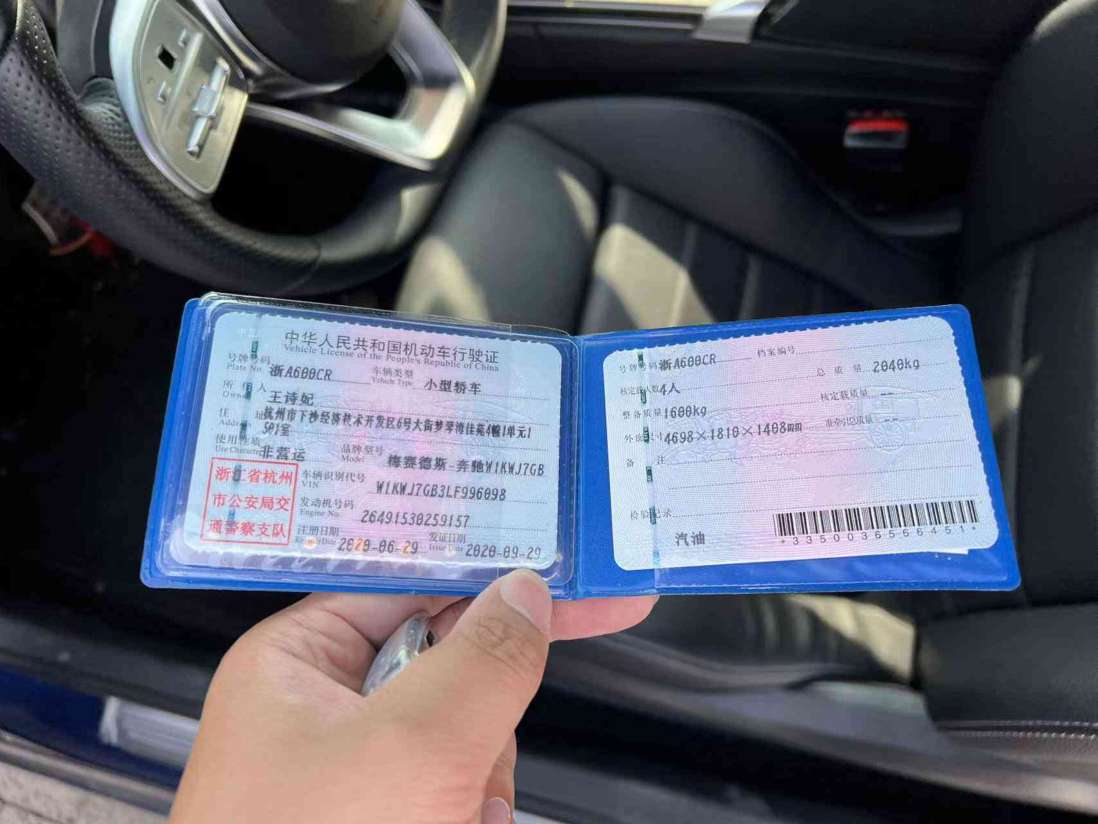 中华人民共和国机动车行驶证
Vehicle License of the People's Republic of China
号牌号码 浙A600CR 车辆类型 小型轿车
Plate No. Vehicle Type
所有人 王诗妃
Owner
住址 杭州市下沙经济技术开发区6号大街梦琴湾佳苑4幢1单元1
Address 501室
使用性质 非营运 品牌型号 梅赛德斯-奔驰W1KWJ7GB
Use Character Model
浙江省杭州
市公安局交
通警察支队
车辆识别代号 W1KWJ7GB3LF996098
VIN
发动机号码 26491530259157
Engine No.
注册日期 2020-06-29 发证日期 2020-09-29
Register Date Issue Date
号牌号码 浙A600CR 档案编号
核定载人数 4人 总质量 2040kg
整备质量 1600kg 核定载质量 --
外廓尺寸 4698×1810×1408mm 准牵引总质量 --
备注
检验记录
汽油
*3350036566451*